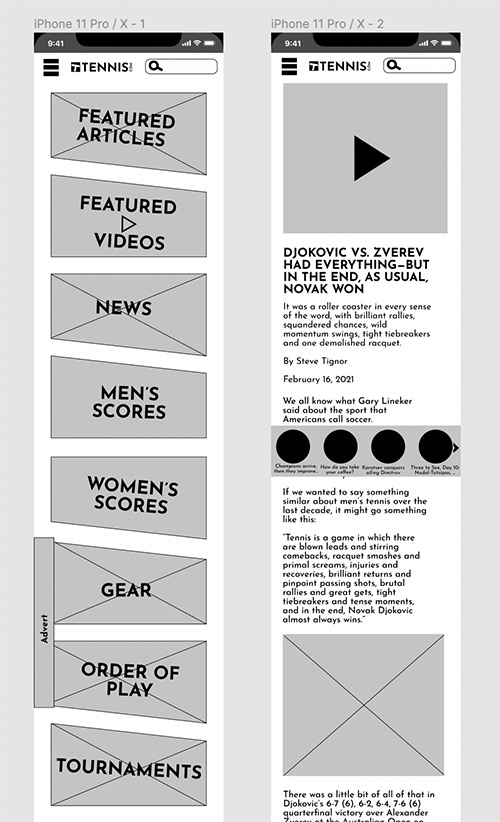 iPhone 11 Pro / X - 1
9:41
TENNIS.COM
FEATURED
ARTICLES
FEATURED
VIDEOS
NEWS
MEN'S
SCORES
WOMEN'S
SCORES
GEAR
Advert
ORDER OF
PLAY
TOURNAMENTS
iPhone 11 Pro / X - 2
9:41
TENNIS.COM
DJOKOVIC VS. ZVEREV
HAD EVERYTHING—BUT
IN THE END, AS USUAL,
NOVAK WON
It was a roller coaster in every sense
of the word, with brilliant rallies,
squandered chances, wild
momentum swings, tight tiebreakers
and one demolished racquet.
By Steve Tignor
February 16, 2021
We all know what Gary Lineker
said about the sport that
Americans call soccer.
Champions arrive,
then they improve...
How do you take
your coffee?
Karatsev conquers
ailing Dimitrov
Three to See, Day 10:
Nadal-Tsitsipas, ...
If we wanted to say something
similar about men's tennis over the
last decade, it might go something
like this:
"Tennis is a game in which there
are blown leads and stirring
comebacks, racquet smashes and
primal screams, injuries and
recoveries, brilliant returns and
pinpoint passing shots, brutal
rallies and great gets, tight
tiebreakers and tense moments,
and in the end, Novak Djokovic
almost always wins."
There was a little bit of all of that in
Djokovic's 6-7 (6), 6-2, 6-4, 7-6 (6)
quarterfinal victory over Alexander
Zverev at the Australian Open on